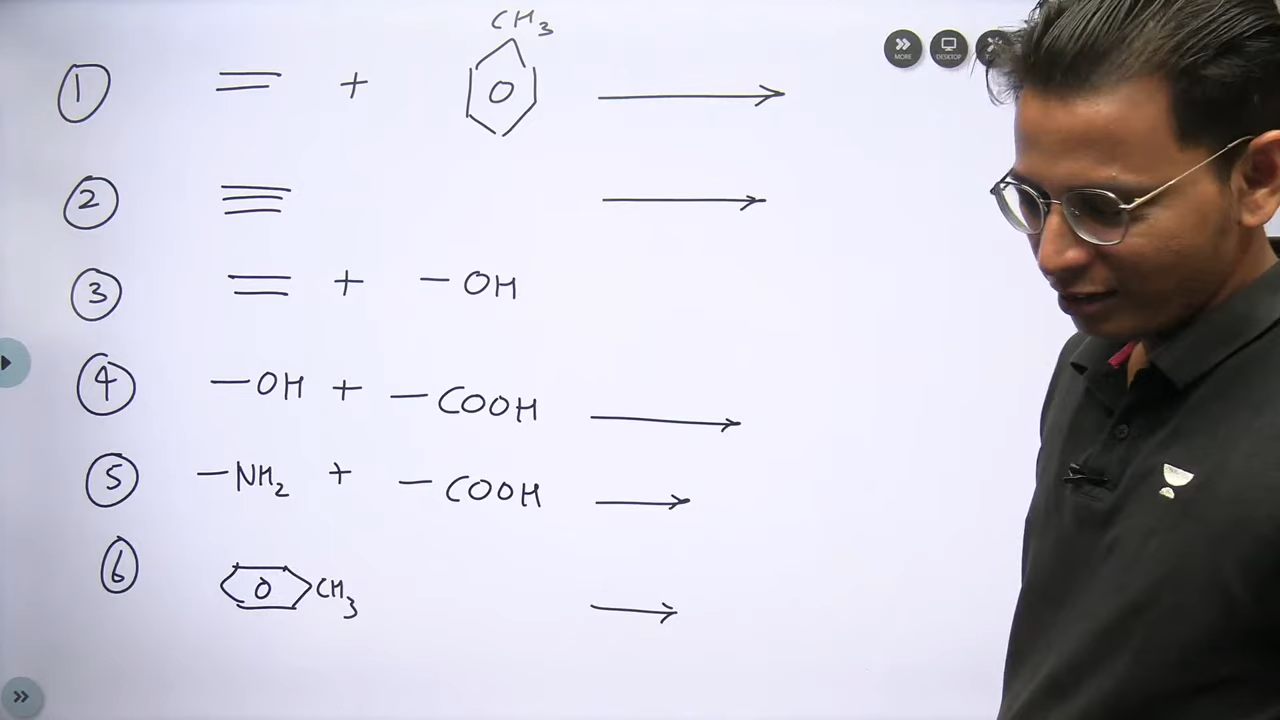 CH3
1 = + ⟶
2 ≡ ⟶
3 = + – OH
4 – OH + – COOH ⟶
5 – NH2 + – COOH ⟶
6 CH3 ⟶
MORE
DESKTOP